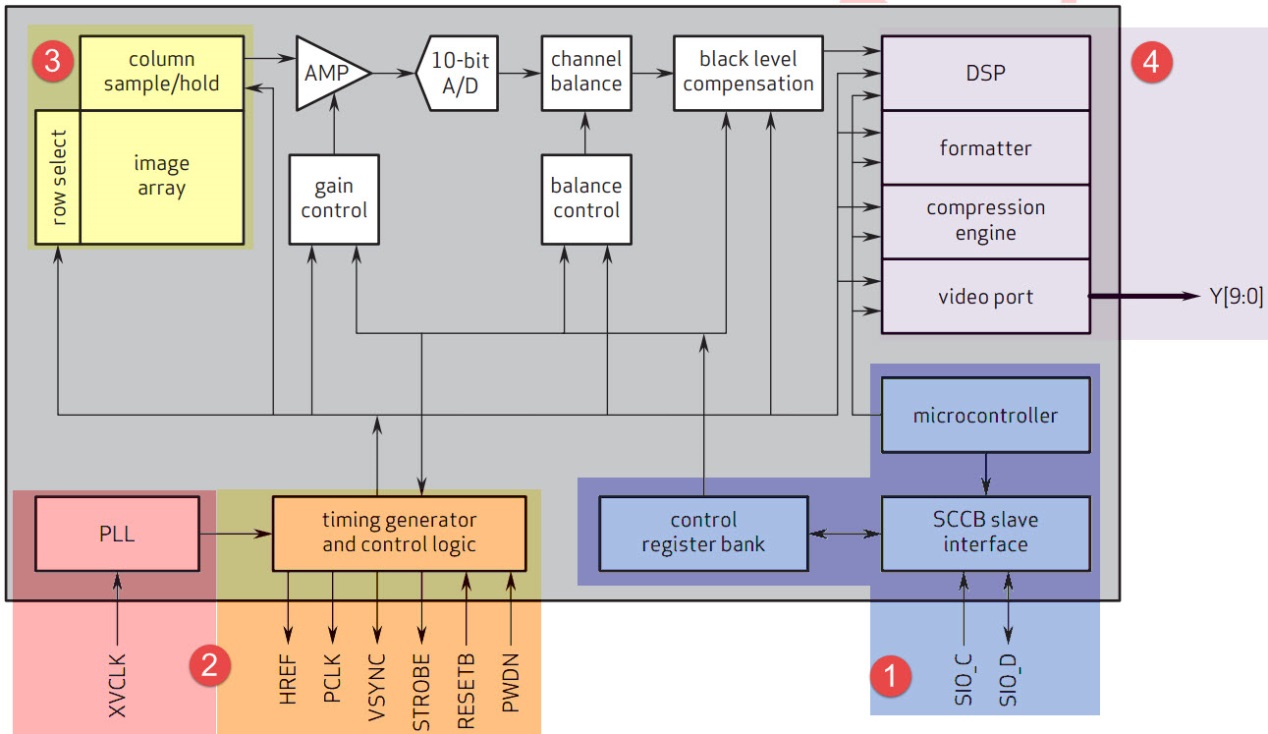 3
column
sample/hold
row select
image
array
AMP
10-bit
A/D
channel
balance
black level
compensation
gain
control
balance
control
DSP
formatter
compression
engine
video port
4
Y[9:0]
microcontroller
PLL
timing generator
and control logic
control
register bank
SCCB slave
interface
2
1
XVCLK
HREF
PCLK
VSYNC
STROBE
RESETB
PWDN
SIO_C
SIO_D